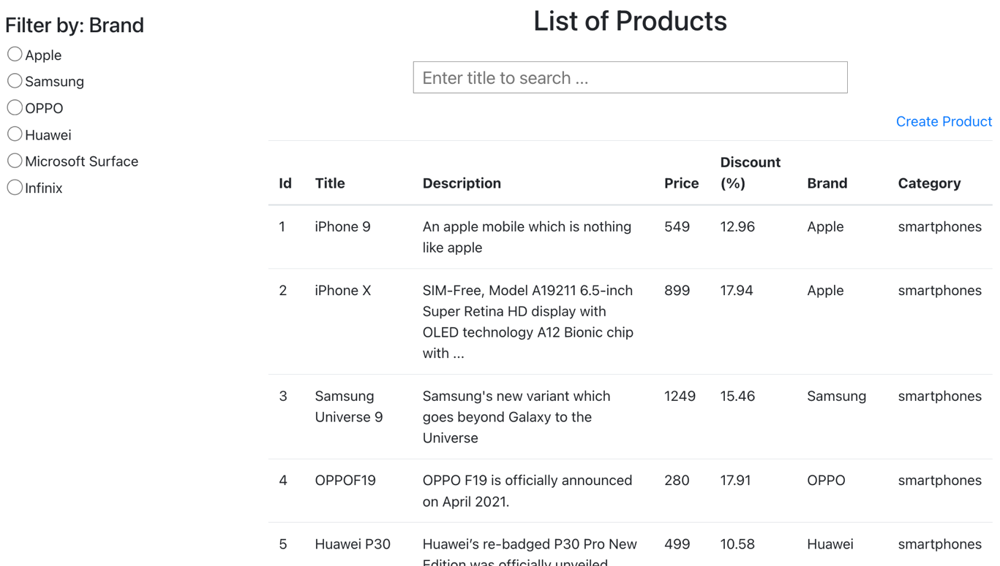 Filter by: Brand
Apple
Samsung
OPPO
Huawei
Microsoft Surface
Infinix
List of Products
Enter title to search ...
Create Product
Id Title Description Price Discount (%) Brand Category
1 iPhone 9 An apple mobile which is nothing 549 12.96 Apple smartphones
like apple
2 iPhone X SIM-Free, Model A19211 6.5-inch 899 17.94 Apple smartphones
Super Retina HD display with
OLED technology A12 Bionic chip
with ...
3 Samsung Samsung's new variant which 1249 15.46 Samsung smartphones
Universe 9 goes beyond Galaxy to the
Universe
4 OPPOF19 OPPO F19 is officially announced 280 17.91 OPPO smartphones
on April 2021.
5 Huawei P30 Huawei’s re-badged P30 Pro New 499 10.58 Huawei smartphones
Edition was officially unveiled